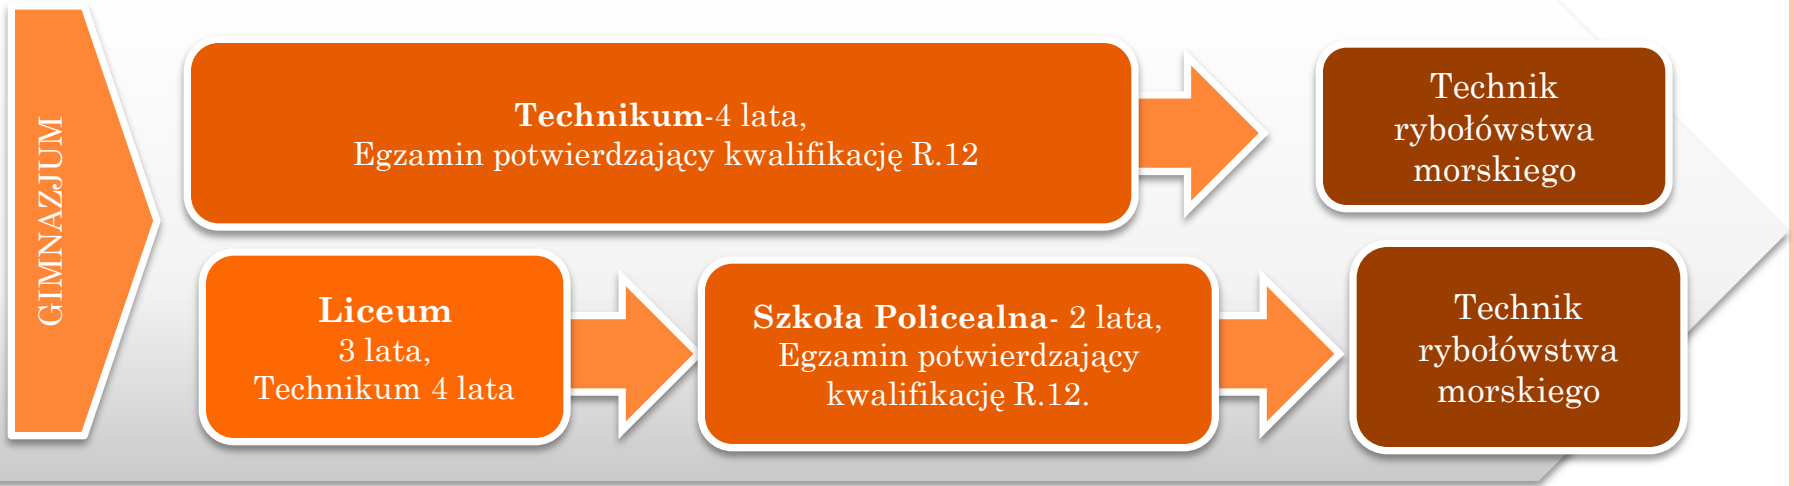 GIMNAZJUM
Technikum-4 lata,
Egzamin potwierdzający kwalifikację R.12
Technik
rybołówstwa
morskiego
Liceum
3 lata,
Technikum 4 lata
Szkoła Policealna- 2 lata,
Egzamin potwierdzający
kwalifikację R.12.
Technik
rybołówstwa
morskiego